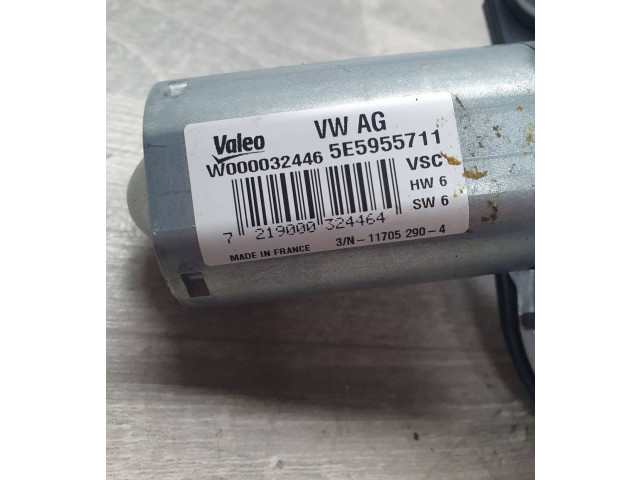 Valeo VW AG
W000032446 5E5955711
VSC
HW 6
SW 6
7 219000 324464
MADE IN FRANCE 3/N - 11705 290 - 4